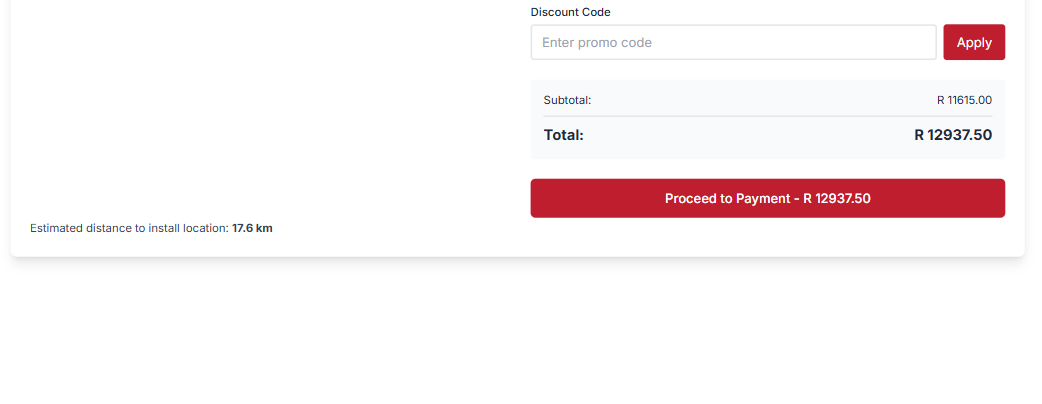 Discount Code
Enter promo code
Apply
Subtotal: R 11615.00
Total: R 12937.50
Proceed to Payment - R 12937.50
Estimated distance to install location: 17.6 km